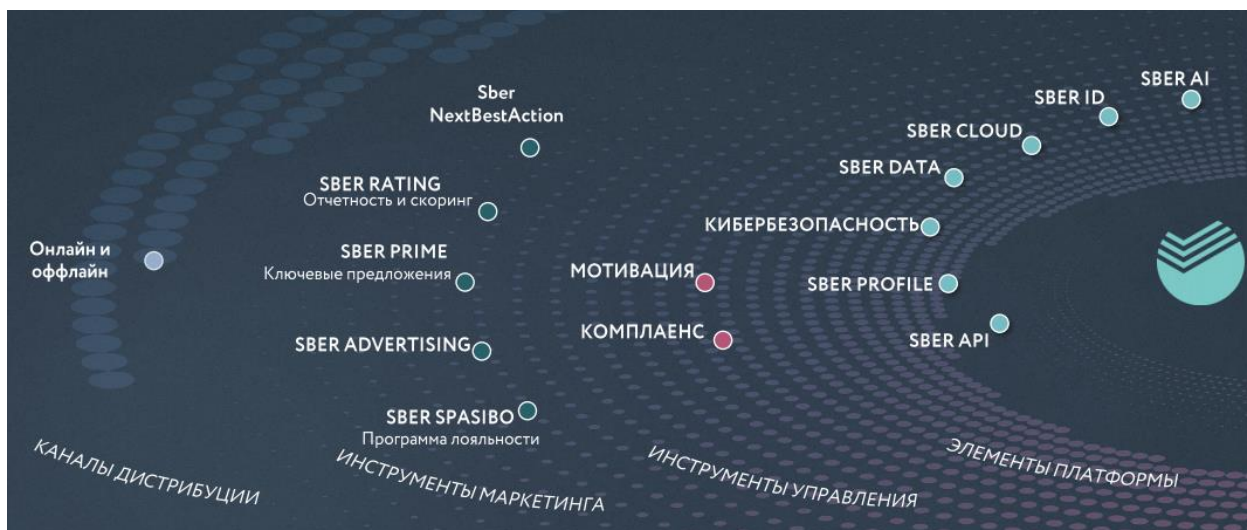 Онлайн и
оффлайн
Sber
NextBestAction
SBER RATING
Отчетность и скоринг
SBER PRIME
Ключевые предложения
SBER ADVERTISING
SBER SPASIBO
Программа лояльности
МОТИВАЦИЯ
КОМПЛАЕНС
SBER AI
SBER ID
SBER CLOUD
SBER DATA
КИБЕРБЕЗОПАСНОСТЬ
SBER PROFILE
SBER API
КАНАЛЫ ДИСТРИБУЦИИ
ИНСТРУМЕНТЫ МАРКЕТИНГА
ИНСТРУМЕНТЫ УПРАВЛЕНИЯ
ЭЛЕМЕНТЫ ПЛАТФОРМЫ